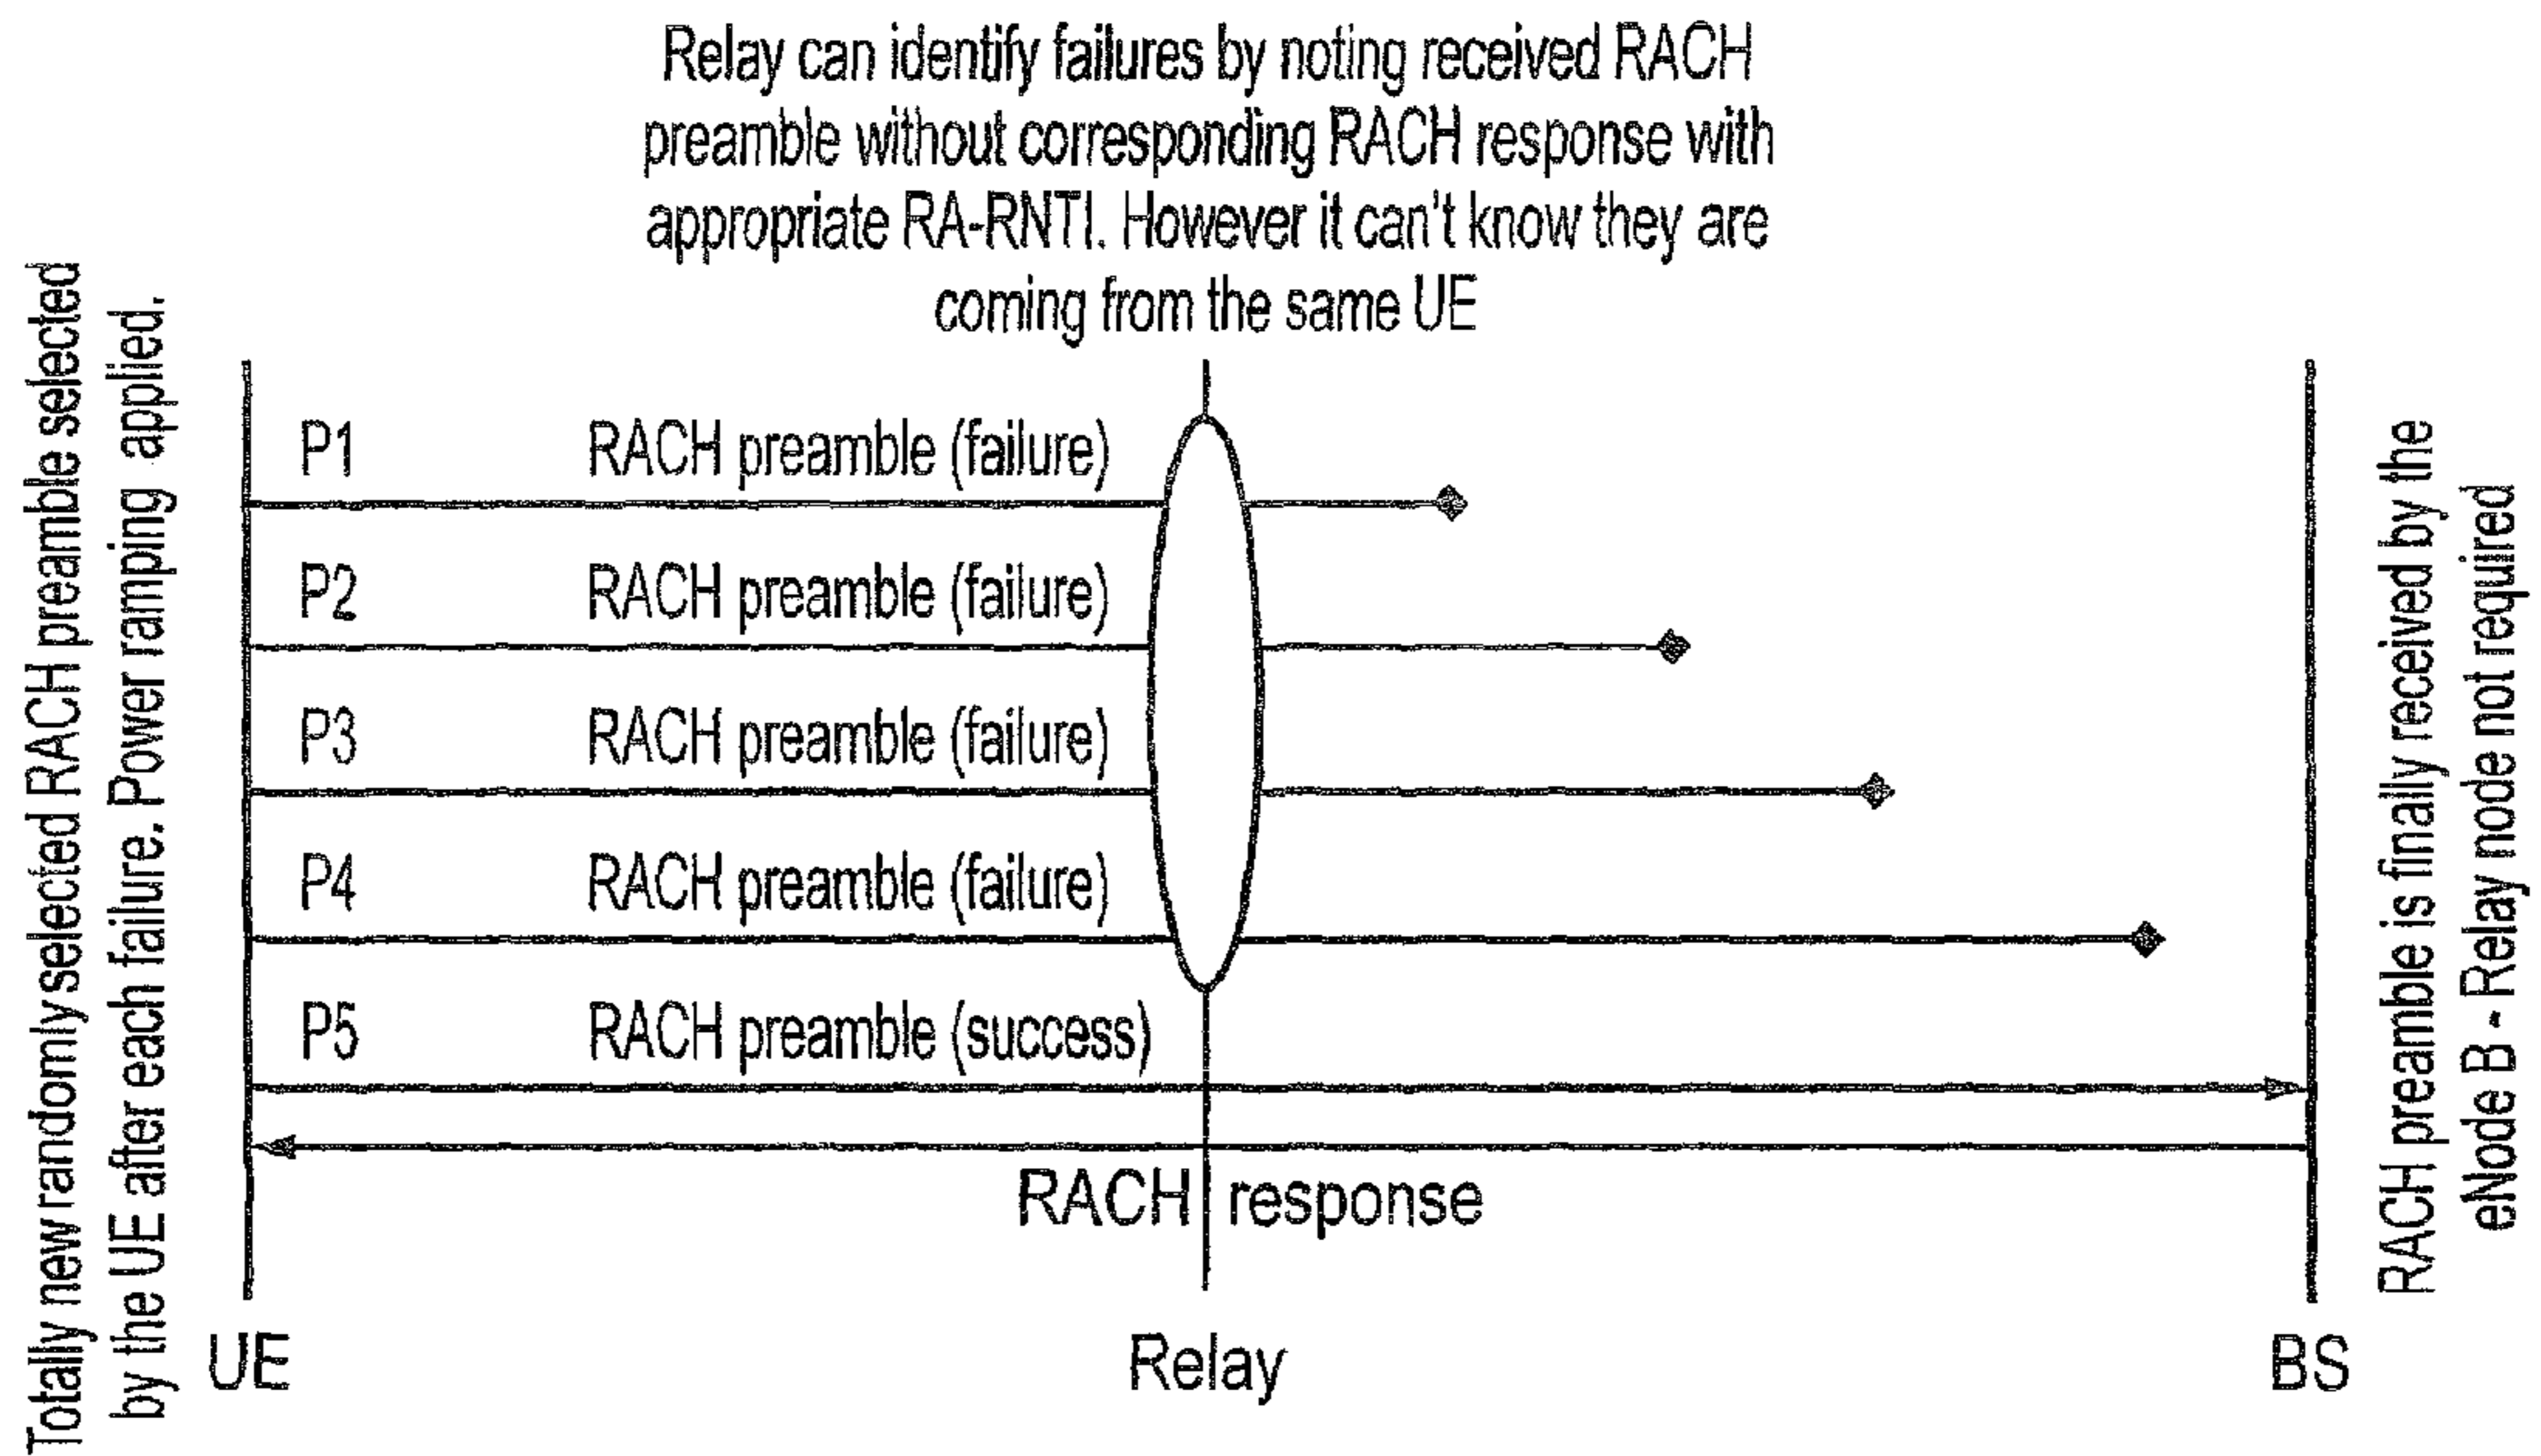 Relay can identify failures by noting received RACH
preamble without corresponding RACH response with
appropriate RA-RNTI. However it can't know they are
coming from the same UE
Totally new randomly selected RACH preamble selected
by the UE after each failure. Power ramping applied.
P1 RACH preamble (failure)
P2 RACH preamble (failure)
P3 RACH preamble (failure)
P4 RACH preamble (failure)
P5 RACH preamble (success)
RACH response
RACH preamble is finally received by the
eNode B - Relay node not required
UE Relay BS